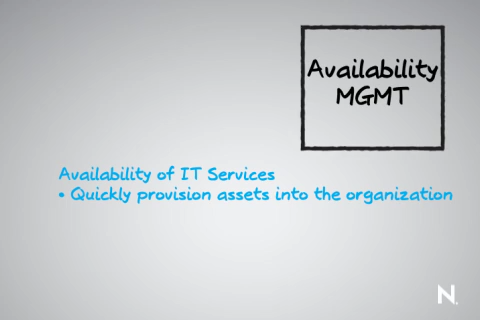 Availability
MGMT
Availability of IT Services
• Quickly provision assets into the organization
N.